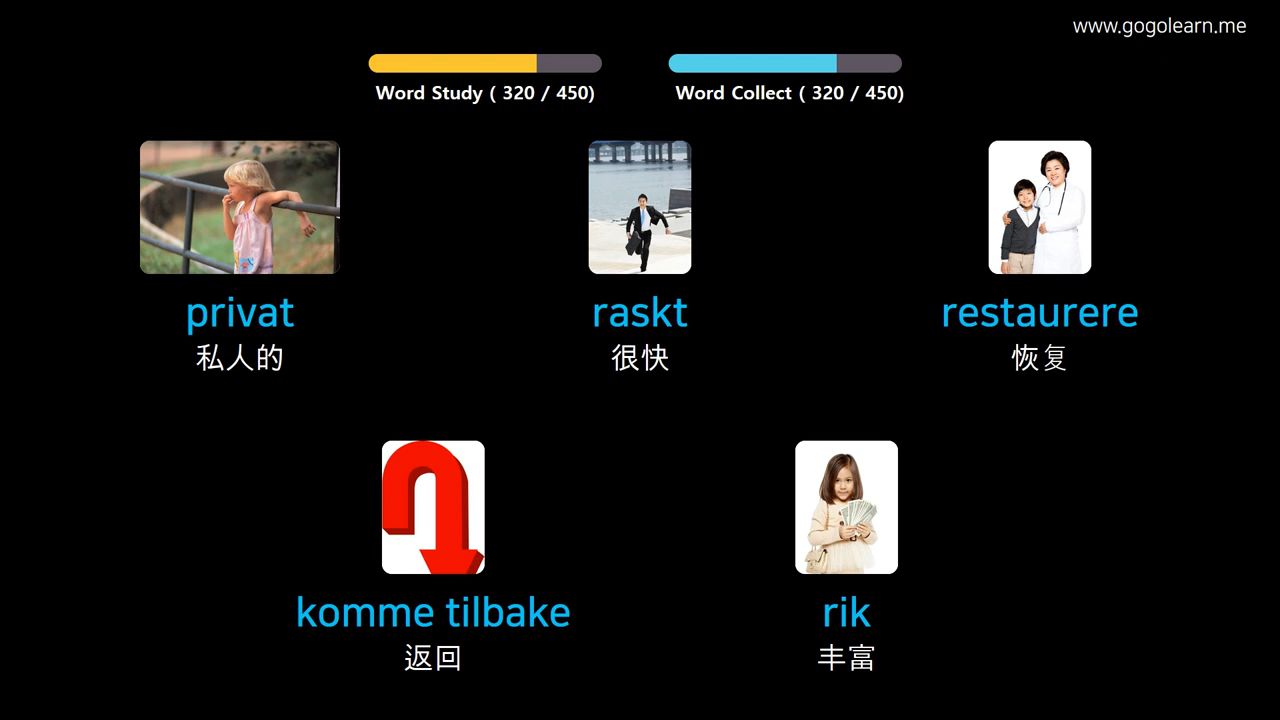 www.gogolearn.me
Word Study ( 320 / 450)
Word Collect ( 320 / 450)
privat
私人的
raskt
很快
restaurere
恢复
komme tilbake
返回
rik
丰富